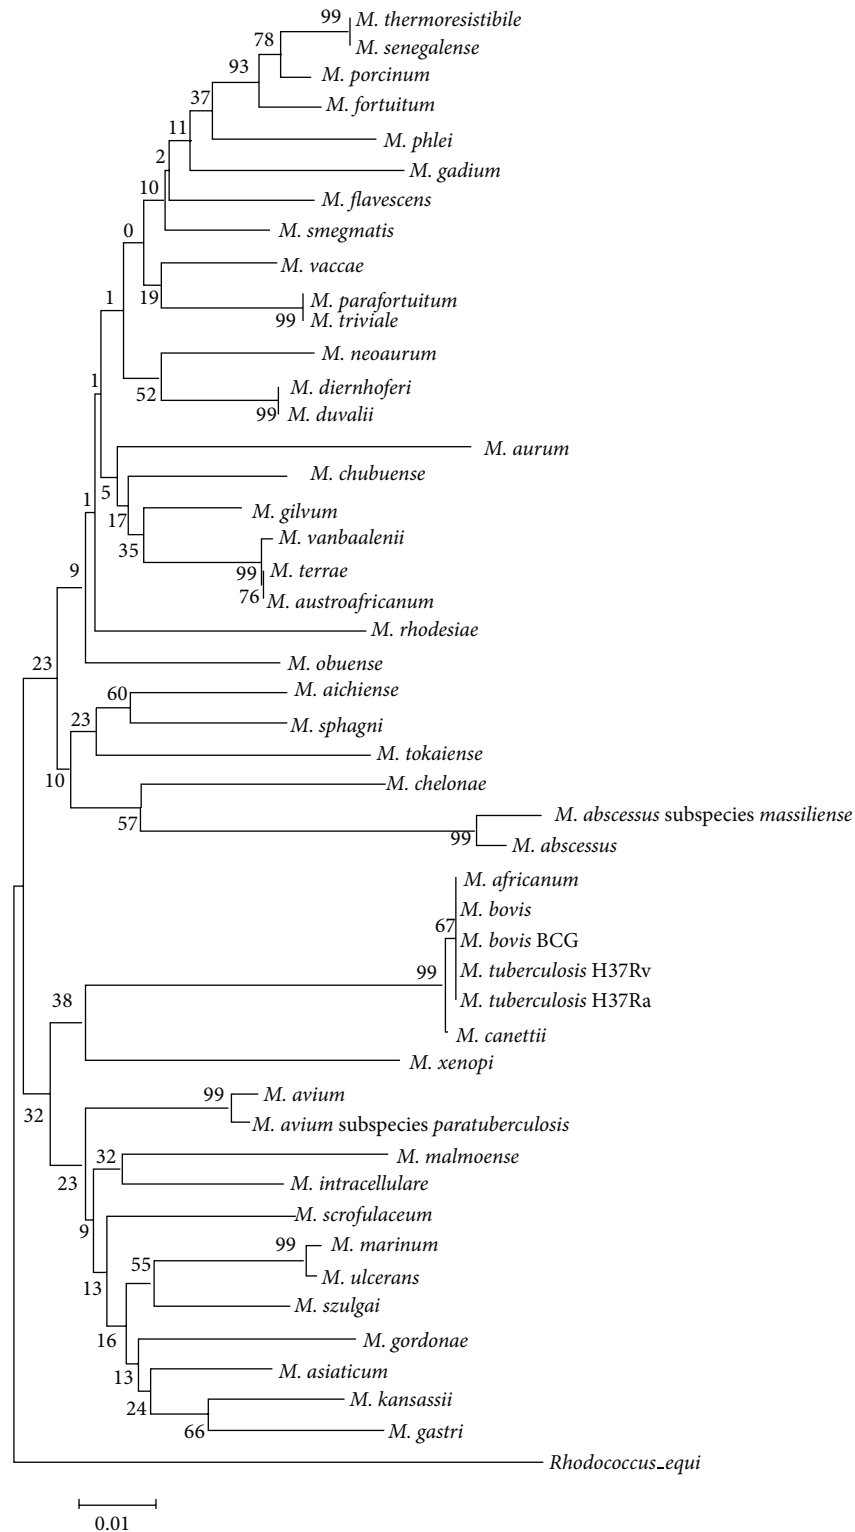 99
M. thermoresistibile
78
M. senegalense
93
M. porcinum
37
M. fortuitum
11
M. phlei
2
M. gadium
10
M. flavescens
0
M. smegmatis
M. vaccae
1
19
M. parafortuitum
99
M. triviale
M. neoaurum
1
52
M. diernhoferi
99
M. duvalii
M. aurum
M. chubuense
1
5
17
M. gilvum
35
M. vanbaalenii
9
99
M. terrae
76
M. austroafricanum
M. rhodesiae
23
M. obuense
60
M. aichiense
23
M. sphagni
M. tokaiense
10
M. chelonae
57
M. abscessus subspecies massiliense
99
M. abscessus
M. africanum
M. bovis
67
M. bovis BCG
99
M. tuberculosis H37Rv
38
M. tuberculosis H37Ra
M. canettii
M. xenopi
99
M. avium
32
M. avium subspecies paratuberculosis
32
M. malmoense
23
M. intracellulare
M. scrofulaceum
9
99
M. marinum
55
M. ulcerans
13
M. szulgai
16
M. gordonae
13
M. asiaticum
24
M. kansassii
66
M. gastri
Rhodococcus_equi
0.01